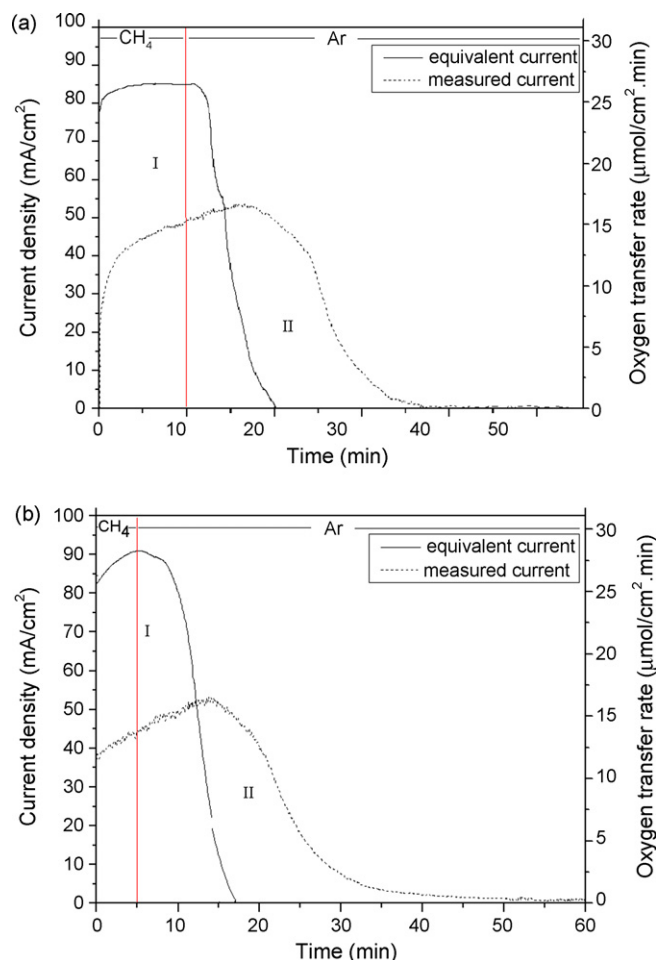 (a)
CH₄ Ar
equivalent current
measured current
I
II
100
90
80
70
60
50
40
30
20
10
0
Current density (mA/cm²)
30
25
20
15
10
5
0
Oxygen transfer rate (μmol/cm².min)
0 10 20 30 40 50
Time (min)
(b)
CH₄ Ar
equivalent current
measured current
I
II
100
90
80
70
60
50
40
30
20
10
0
Current density (mA/cm²)
30
25
20
15
10
5
0
Oxygen transfer rate (μmol/cm².min)
0 10 20 30 40 50 60
Time (min)